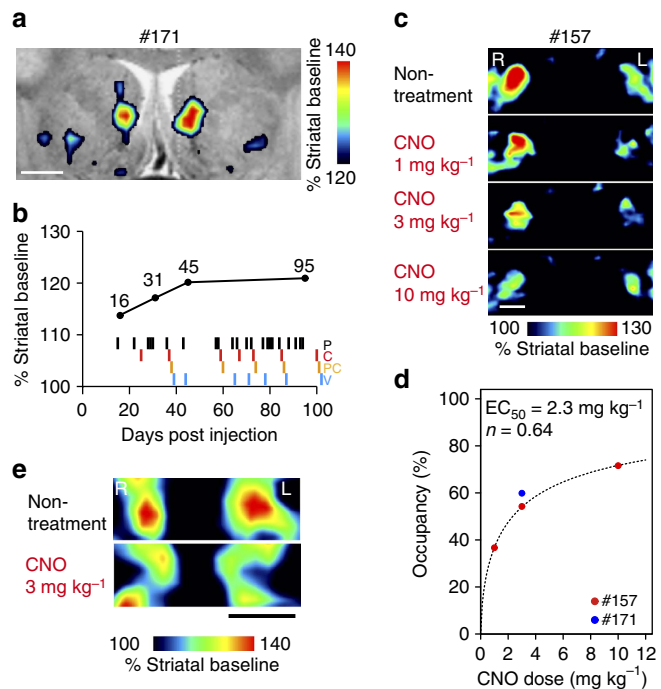 a
#171
140
% Striatal baseline
120
b
130
% Striatal baseline
120
110
100
16
31
45
95
P
C
PC
V
0
20
40
60
80
100
Days post injection
c
#157
R
L
Non-
treatment
CNO
1 mg kg⁻¹
CNO
3 mg kg⁻¹
CNO
10 mg kg⁻¹
100
130
% Striatal baseline
d
EC₅₀ = 2.3 mg kg⁻¹
n = 0.64
100
80
60
40
20
0
Occupancy (%)
#157
#171
0
2
4
6
8
10
12
CNO dose (mg kg⁻¹)
e
R
L
Non-
treatment
CNO
3 mg kg⁻¹
100
140
% Striatal baseline